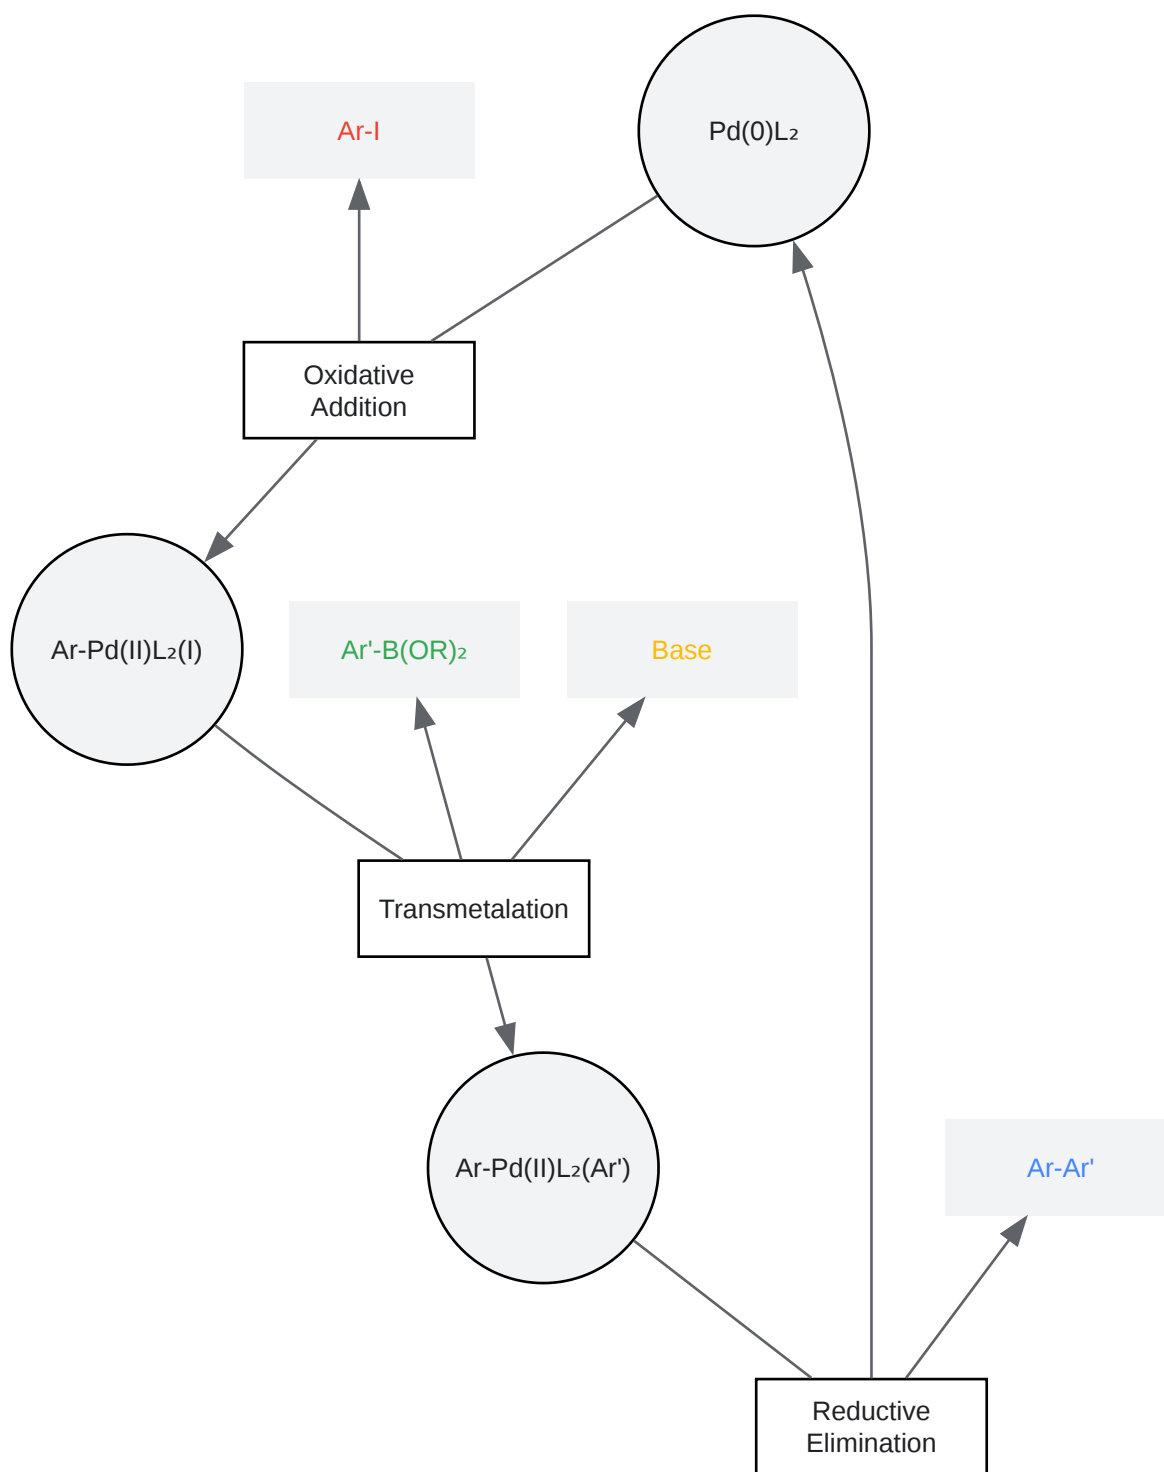 Ar-I
Pd(0)L₂
Oxidative
Addition
Ar-Pd(II)L₂(I)
Ar'-B(OR)₂
Base
Transmetalation
Ar-Pd(II)L₂(Ar')
Ar-Ar'
Reductive
Elimination